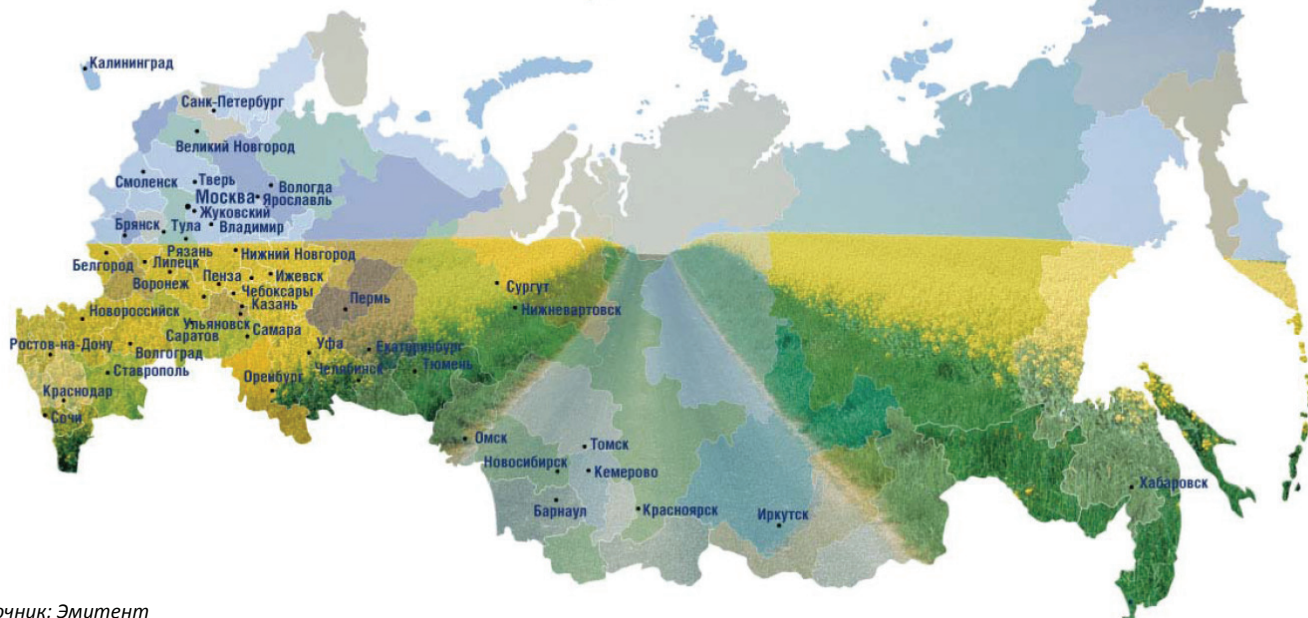 Калининград
Санкт-Петербург
Великий Новгород
Смоленск
Тверь
Вологда
Москва
Ярославль
Жуковский
Брянск
Тула
Владимир
Рязань
Нижний Новгород
Белгород
Липецк
Воронеж
Пенза
Ижевск
Чебоксары
Казань
Сургут
Пермь
Нижневартовск
Новороссийск
Ульяновск
Саратов
Самара
Ростов-на-Дону
Волгоград
Уфа
Екатеринбург
Ставрополь
Челябинск
Тюмень
Оренбург
Краснодар
Сочи
Омск
Томск
Новосибирск
Кемерово
Барнаул
Красноярск
Иркутск
Хабаровск
очник: Эмитент